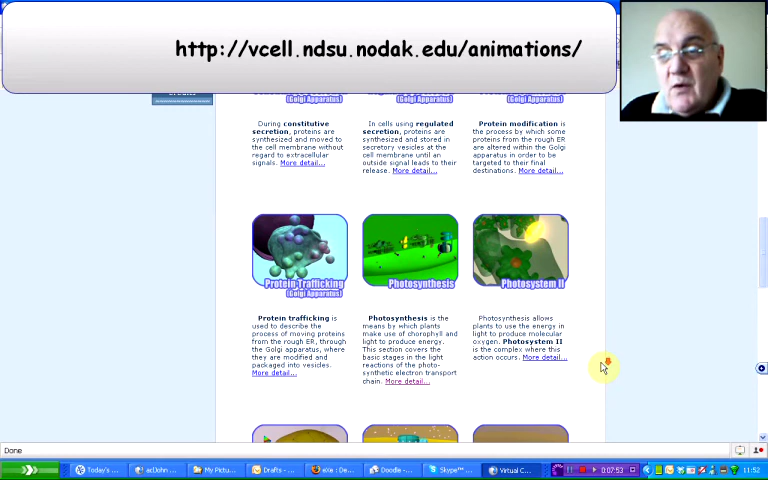 http://vcell.ndsu.nodak.edu/animations/
(Golgi Apparatus)
(Golgi Apparatus)
(Golgi Apparatus)
During constitutive
secretion, proteins are
synthesized and moved to
the cell membrane without
regard to extracellular
signals. More detail...
In cells using regulated
secretion, proteins are
synthesized and stored in
secretory vesicles at the
cell membrane until an
outside signal leads to their
release. More detail...
Protein modification is
the process by which some
proteins from the rough ER
are altered within the Golgi
apparatus in order to be
targeted to their final
destinations. More detail...
Protein Trafficking
(Golgi Apparatus)
Photosynthesis
Photosystem II
Protein trafficking is
used to describe the
process of moving proteins
from the rough ER, through
the Golgi apparatus, where
they are modified and
packaged into vesicles.
More detail...
Photosynthesis is the
means by which plants
make use of chorophyll and
light to produce energy.
This section covers the
basic stages in the light
reactions of the photo-
synthetic electron transport
chain. More detail...
Photosynthesis allows
plants to use the energy in
light to produce molecular
oxygen. Photosystem II
is the complex where this
action occurs. More detail...
Done
Today's ...
ac|John ...
My Pictu...
Drafts - ...
eXe : De...
Doodle -...
Skype™ ...
Virtual C...
0:07:53
11:52